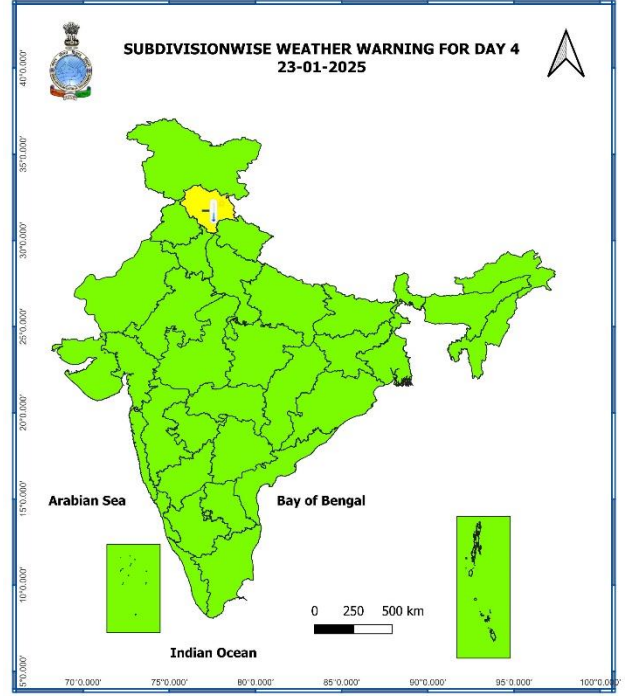 SUBDIVISIONWISE WEATHER WARNING FOR DAY 4
23-01-2025
40°0.000'
35°0.000'
30°0.000'
25°0.000'
20°0.000'
15°0.000'
10°0.000'
5°0.000'
Arabian Sea
Bay of Bengal
0 250 500 km
Indian Ocean
70°0.000' 75°0.000' 80°0.000' 85°0.000' 90°0.000' 95°0.000' 100°0.000'